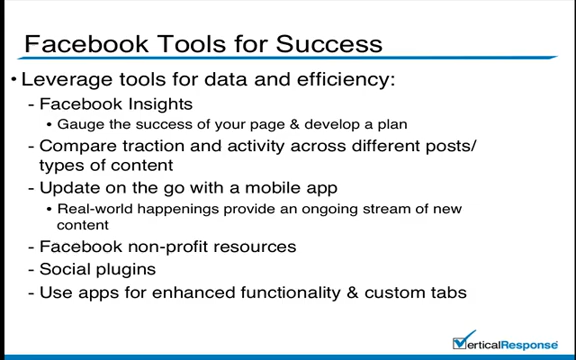 Facebook Tools for Success
• Leverage tools for data and efficiency:
- Facebook Insights
• Gauge the success of your page & develop a plan
- Compare traction and activity across different posts/
types of content
- Update on the go with a mobile app
• Real-world happenings provide an ongoing stream of new
content
- Facebook non-profit resources
- Social plugins
- Use apps for enhanced functionality & custom tabs
VerticalResponse